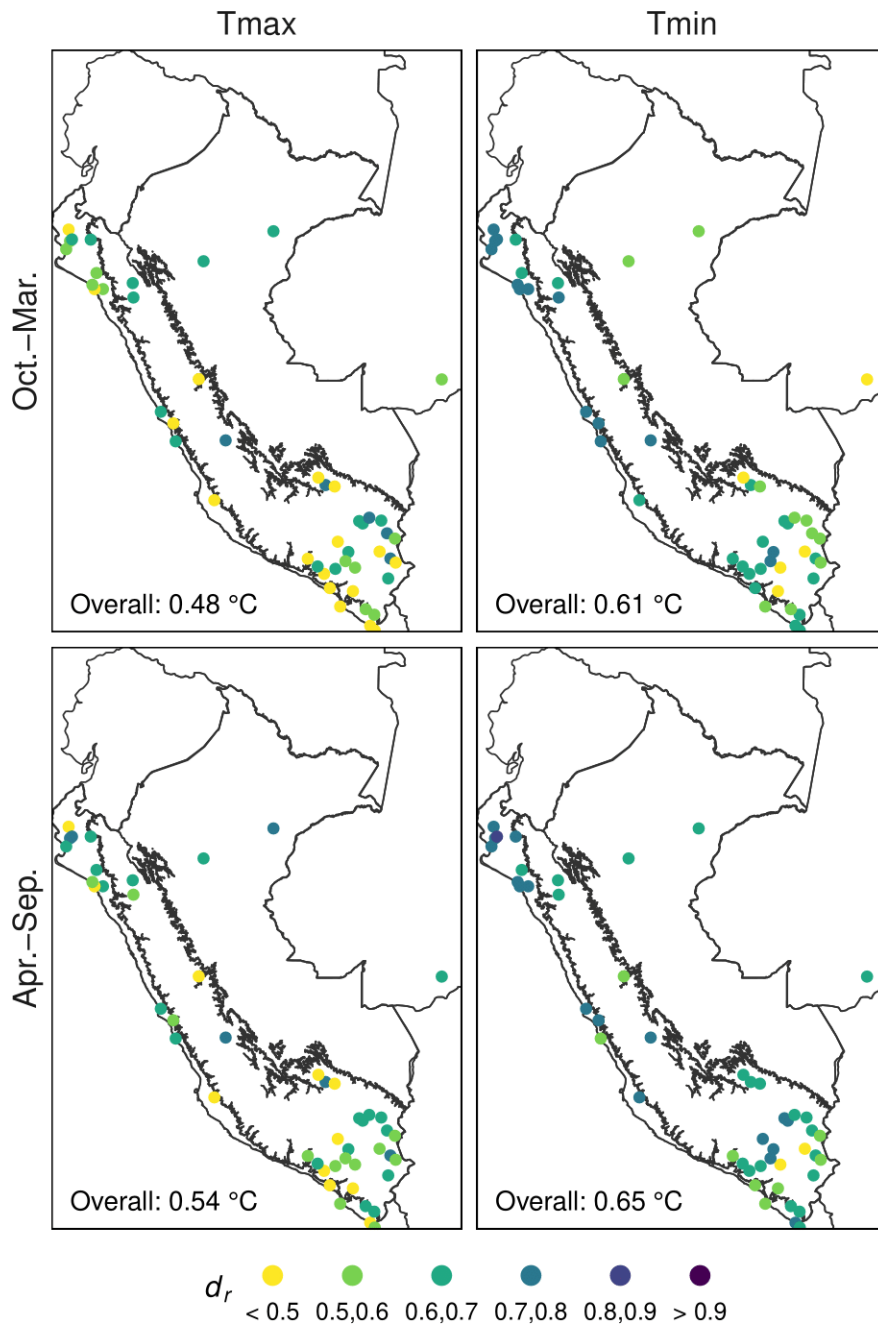 Tmax Tmin
Oct.−Mar.
Overall: 0.48 °C Overall: 0.61 °C
Apr.−Sep.
Overall: 0.54 °C Overall: 0.65 °C
dr
< 0.5 0.5,0.6 0.6,0.7 0.7,0.8 0.8,0.9 > 0.9